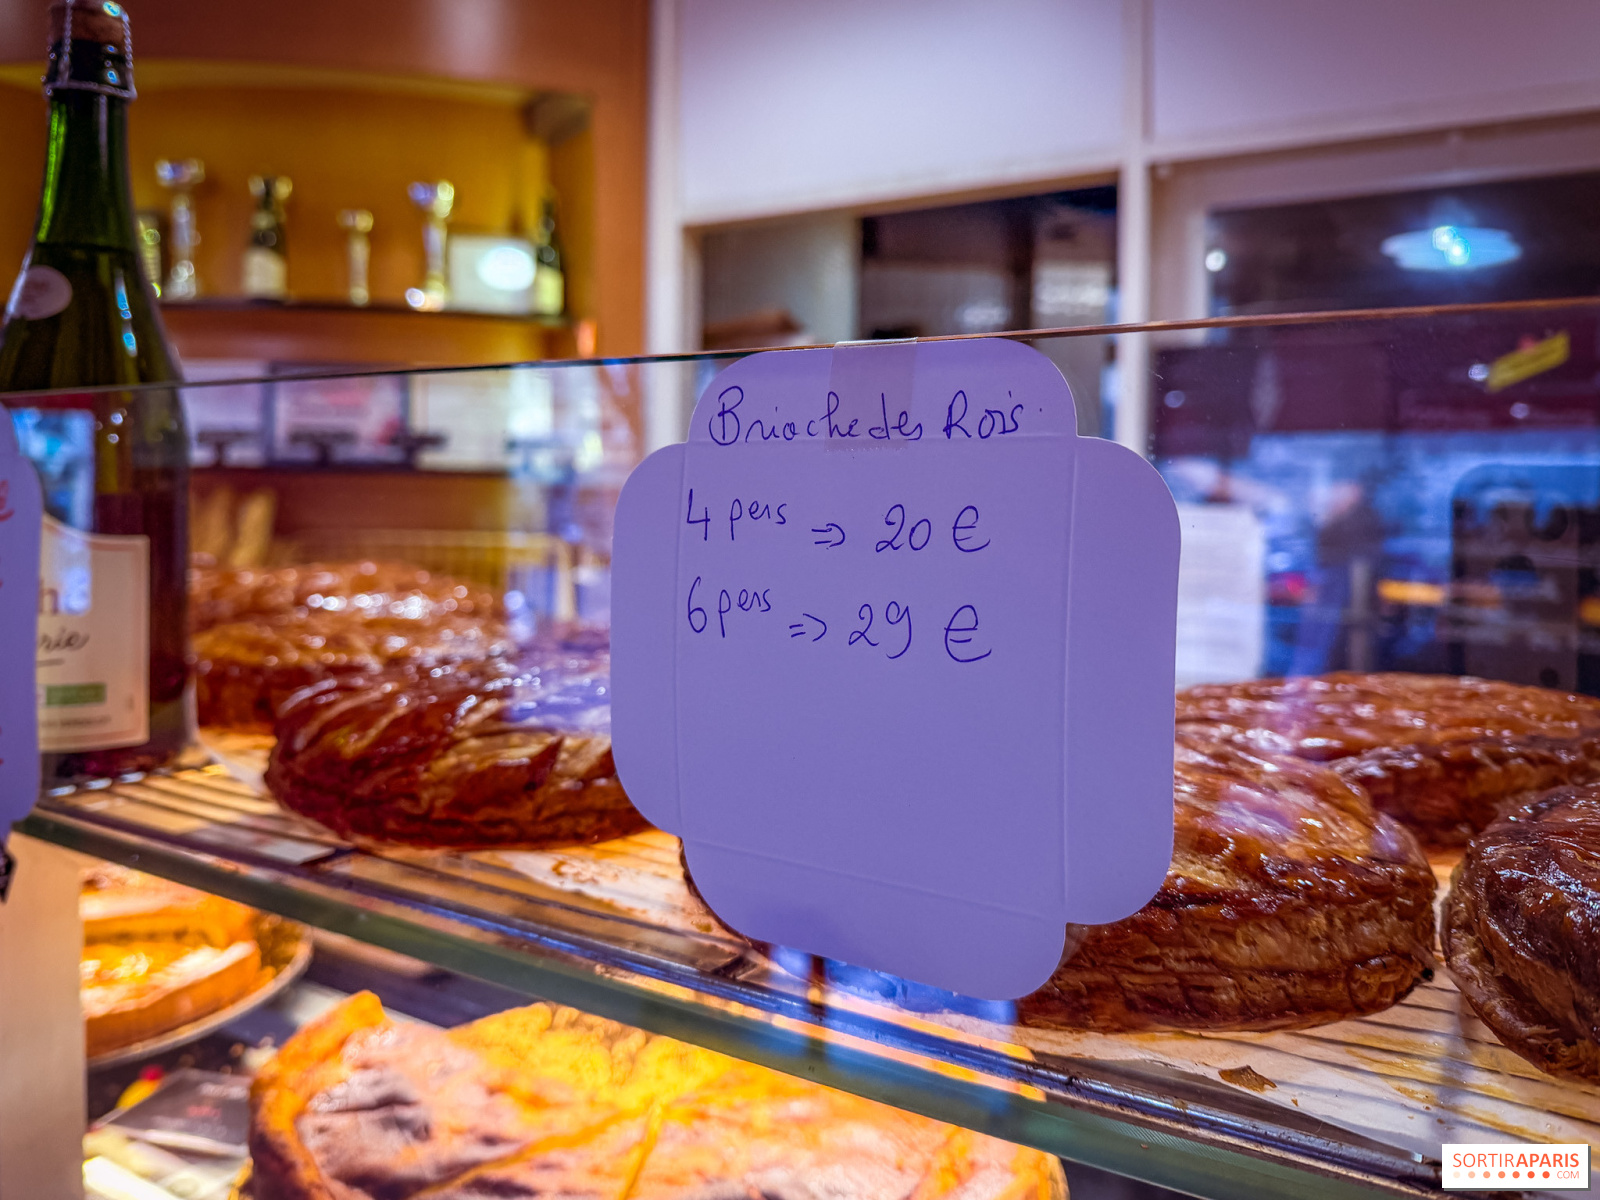 Brioche des Rois
4 pers => 20 €
6 pers => 29 €
SORTIRAPARIS
.COM